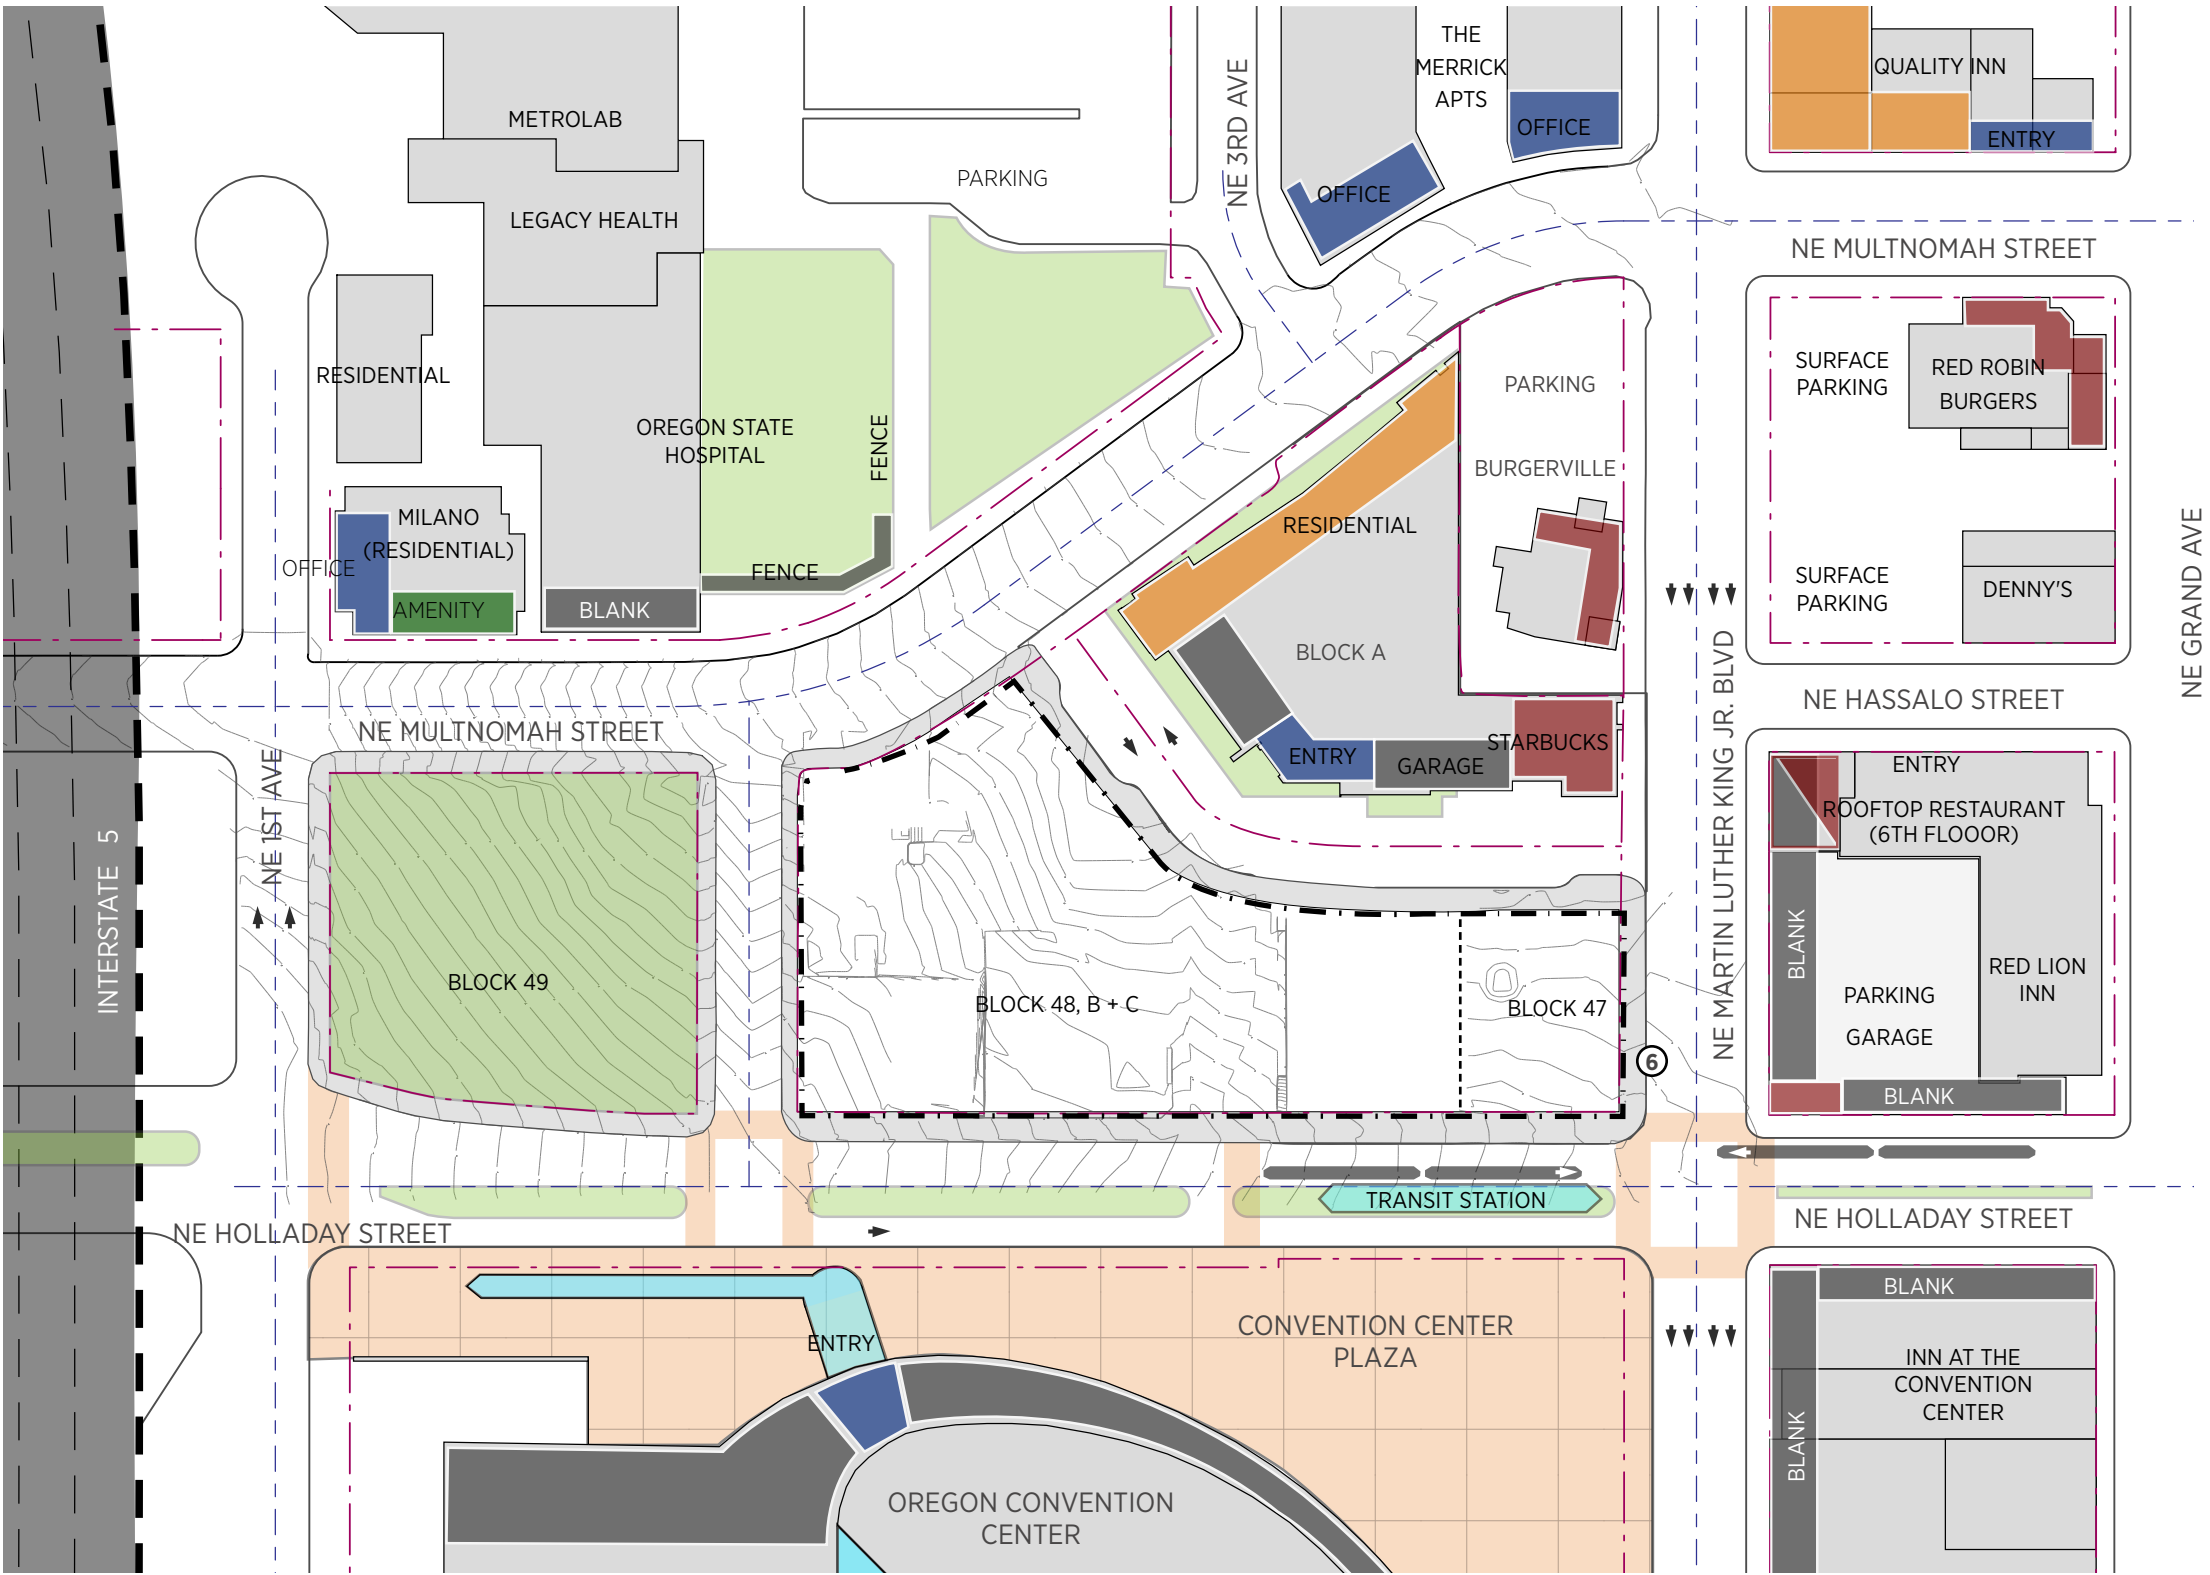 THE
MERRICK
APTS
QUALITY INN
METROLAB
OFFICE
ENTRY
NE 3RD AVE
PARKING
OFFICE
LEGACY HEALTH
NE MULTNOMAH STREET
RESIDENTIAL
SURFACE
PARKING
RED ROBIN
BURGERS
PARKING
OREGON STATE
HOSPITAL
FENCE
BURGERVILLE
MILANO
(RESIDENTIAL)
OFFICE
AMENITY
BLANK
FENCE
RESIDENTIAL
NE GRAND AVE
SURFACE
PARKING
DENNY'S
BLOCK A
NE HASSALO STREET
NE MULTNOMAH STREET
ENTRY
GARAGE
STARBUCKS
NE MARTIN LUTHER KING JR. BLVD
ENTRY
ROOFTOP RESTAURANT
(6TH FLOOOR)
NE 1ST AVE
INTERSTATE 5
BLOCK 49
BLOCK 48, B + C
BLOCK 47
6
BLANK
RED LION
INN
PARKING
GARAGE
BLANK
TRANSIT STATION
NE HOLLADAY STREET
NE HOLLADAY STREET
ENTRY
CONVENTION CENTER
PLAZA
BLANK
INN AT THE
CONVENTION
CENTER
BLANK
OREGON CONVENTION
CENTER